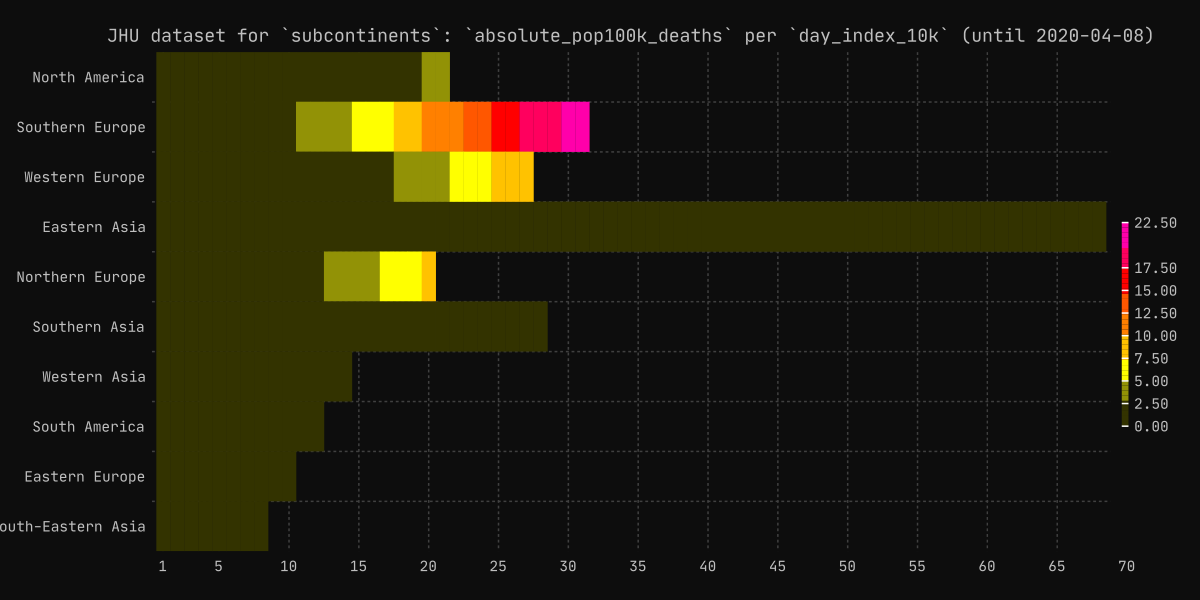 JHU dataset for `subcontinents`: `absolute_pop100k_deaths` per `day_index_10k` (until 2020-04-08)
North America
Southern Europe
Western Europe
Eastern Asia
Northern Europe
Southern Asia
Western Asia
South America
Eastern Europe
outh-Eastern Asia
22.50
17.50
15.00
12.50
10.00
7.50
5.00
2.50
0.00
1 5 10 15 20 25 30 35 40 45 50 55 60 65 70